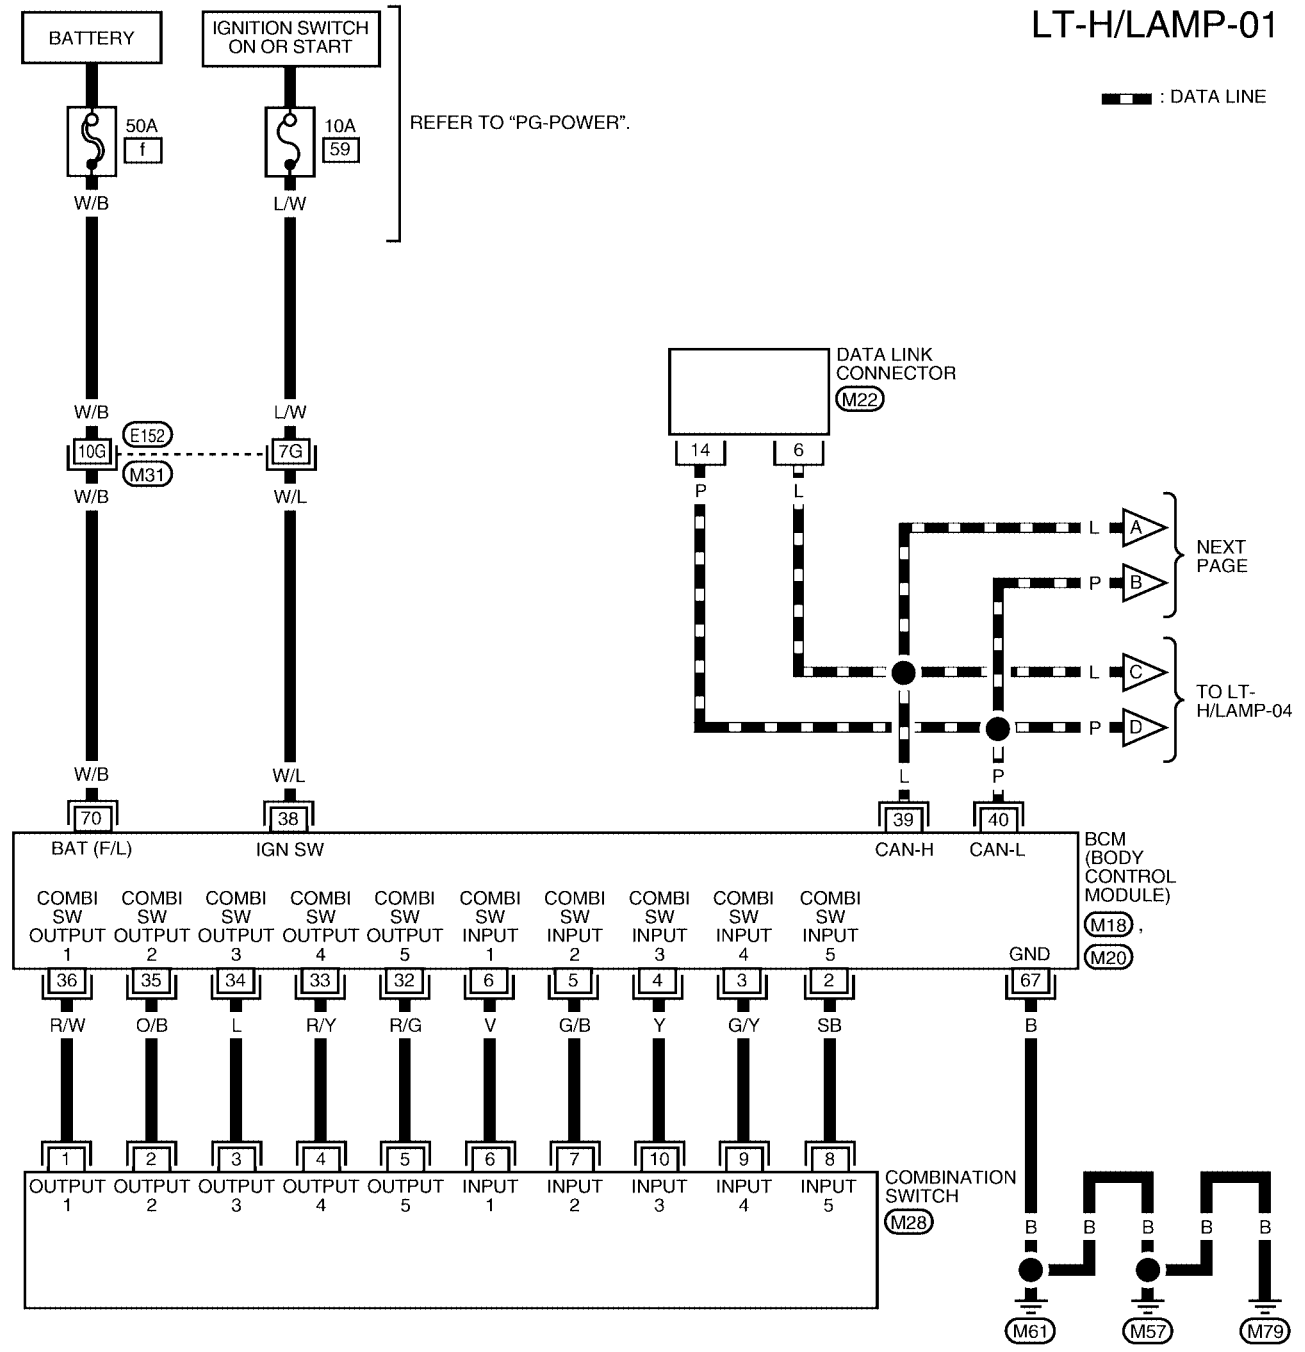 LT-H/LAMP-01
BATTERY
IGNITION SWITCH
ON OR START
: DATA LINE
50A
f
10A
59
REFER TO “PG-POWER”.
W/B
L/W
W/B
L/W
10G
E152
M31
7G
W/B
W/L
DATA LINK
CONNECTOR
M22
14
6
P
L
L
A
P
B
NEXT
PAGE
L
C
P
D
TO LT-
H/LAMP-04
W/B
W/L
L
P
70
38
39
40
BAT (F/L)
IGN SW
CAN-H
CAN-L
BCM
(BODY
CONTROL
MODULE)
M18 ,
M20
COMBI
SW
OUTPUT
1
COMBI
SW
OUTPUT
2
COMBI
SW
OUTPUT
3
COMBI
SW
OUTPUT
4
COMBI
SW
OUTPUT
5
COMBI
SW
INPUT
1
COMBI
SW
INPUT
2
COMBI
SW
INPUT
3
COMBI
SW
INPUT
4
COMBI
SW
INPUT
5
GND
36
35
34
33
32
6
5
4
3
2
67
R/W
O/B
L
R/Y
R/G
V
G/B
Y
G/Y
SB
B
1
2
3
4
5
6
7
10
9
8
OUTPUT
1
OUTPUT
2
OUTPUT
3
OUTPUT
4
OUTPUT
5
INPUT
1
INPUT
2
INPUT
3
INPUT
4
INPUT
5
COMBINATION
SWITCH
M28
B
B
B
B
B
M61
M57
M79